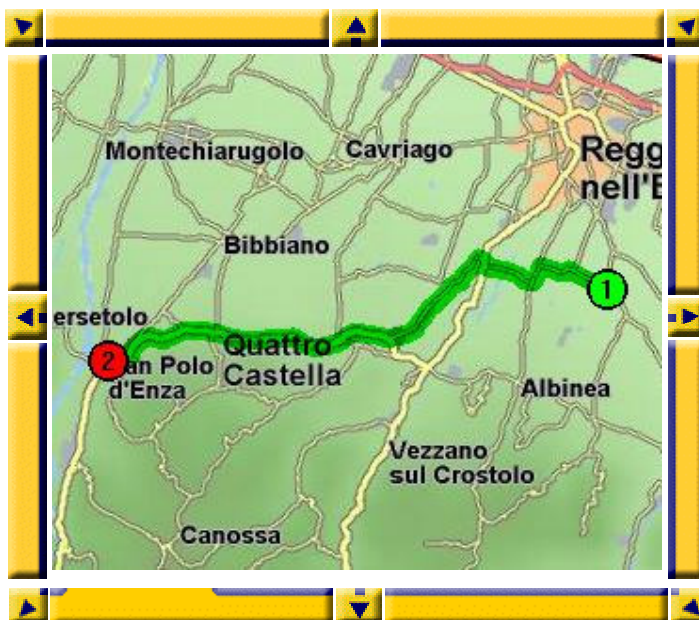 Montechiarugolo
Cavriago
Regg
nell'E
Bibbiano
1
ersetolo
2
an Polo
d'Enza
Quattro
Castella
Albinea
Vezzano
sul Crostolo
Canossa